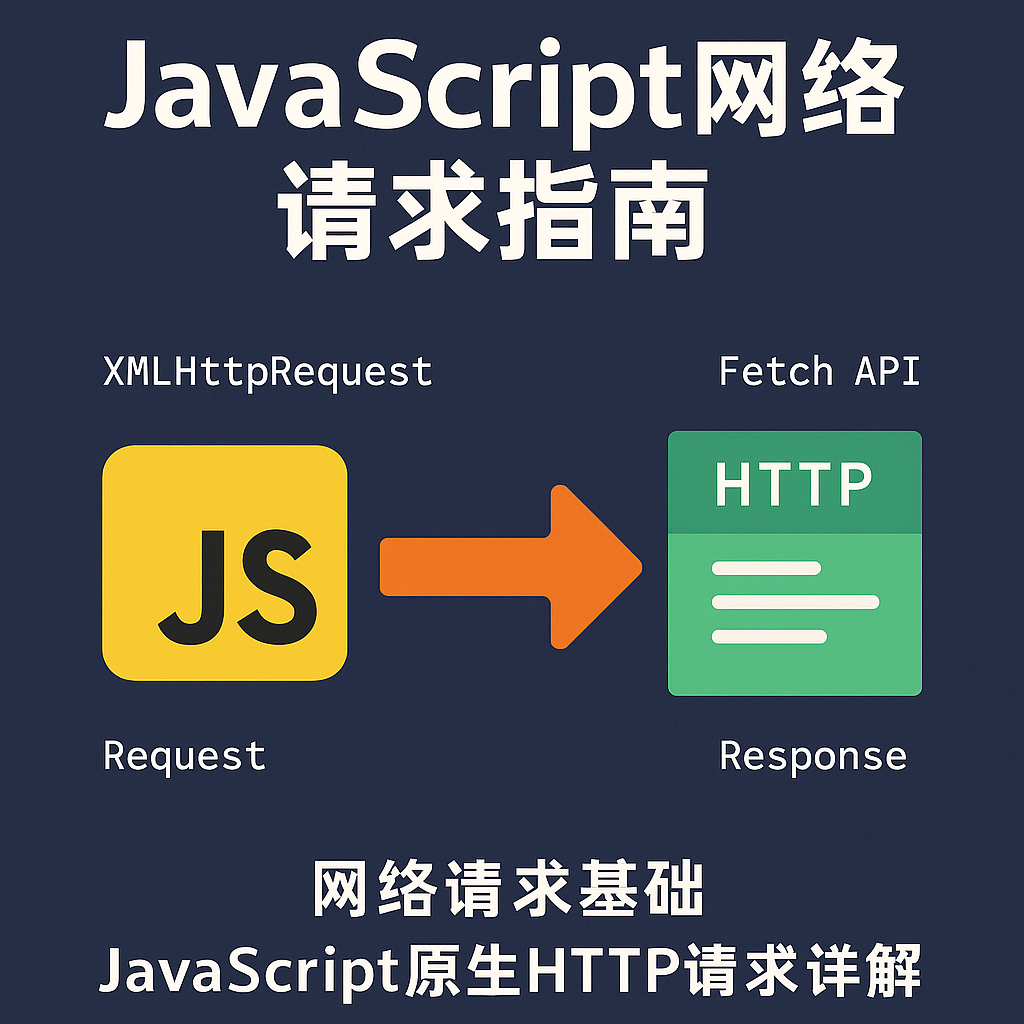 JavaScript网络
请求指南
XMLHttpRequest
Fetch API
JS
HTTP
Request
Response
网络请求基础
JavaScript原生HTTP请求详解